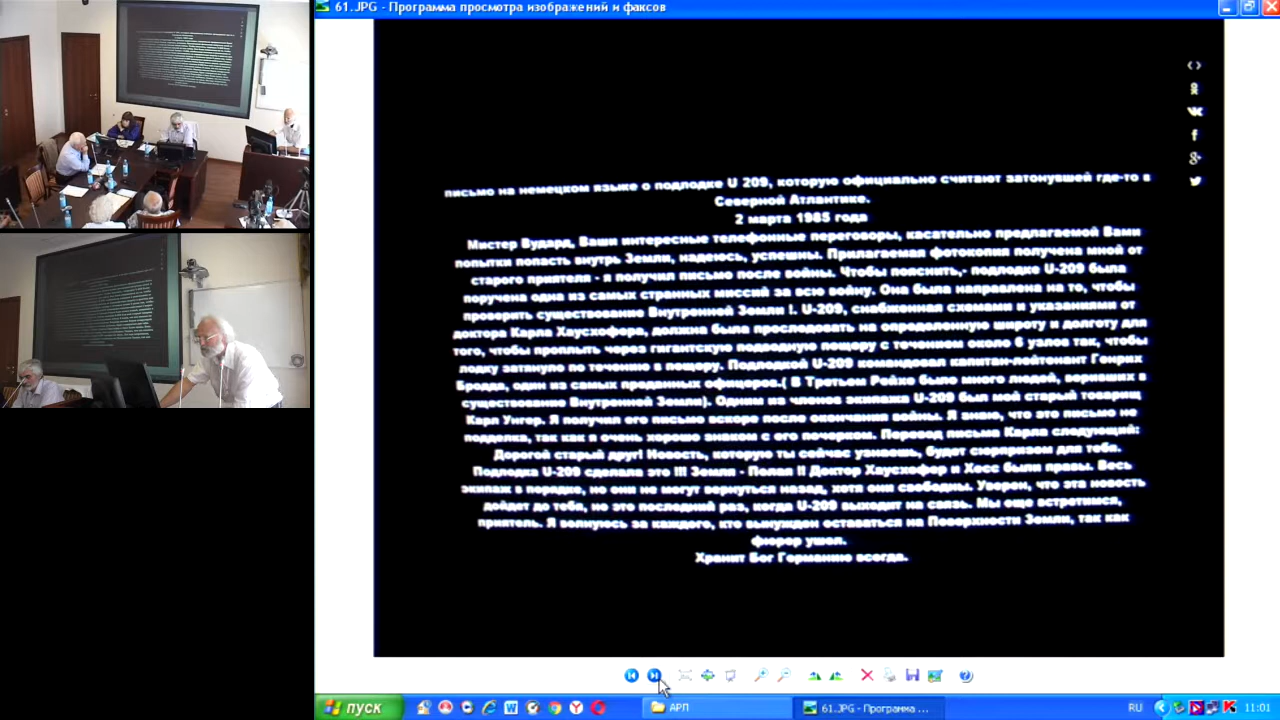 61.JPG - Программа просмотра изображений и факсов
письмо на немецком языке о подлодке U 209, которую официально считают затонувшей где-то в
Северной Атлантике.
2 марта 1985 года
Мистер Вудард, Ваши интересные телефонные переговоры, касательно предлагаемой Вами
попытки попасть внутрь Земли, надеюсь, успешны. Прилагаемая фотокопия получена мной от
старого приятеля - я получил письмо после войны. Чтобы пояснить,- подлодке U-209 была
поручена одна из самых странных миссий за всю войну. Она была направлена на то, чтобы
проверить существование Внутренней Земли !. U-209, снабженная схемами и указаниями от
доктора Карла Хаусхофера, должна была проследовать на определенную широту и долготу для
того, чтобы проплыть через гигантскую подводную пещеру с течением около 6 узлов так, чтобы
лодку затянуло по течению в пещеру. Подлодкой U-209 командовал капитан-лейтонант Генрих
Бродда, один из самых преданных офицеров.( В Третьем Рейхе было много людей, веривших в
существование Внутренней Земли). Одним из членов экипажа U-209 был мой старый товарищ
Карл Унгер. Я получил его письмо вскоре после окончания войны. Я знаю, что это письмо не
подделка, так как я очень хорошо знаком с его почерком. Перевод письма Карла следующий:
Дорогой старый друг! Новость, которую ты сейчас узнаешь, будет сюрпризом для тебя.
Подлодка U-209 сделала это !!! Земля - Полая !! Доктор Хаусхофер и Хесс были правы. Весь
экипаж в порядке, но они не могут вернуться назад, хотя они свободны. Уверен, что эта новость
дойдет до тебя, но это последний раз, когда U-209 выходит на связь. Мы еще встретимся,
приятель. Я волнуюсь за каждого, кто вынужден оставаться на Поверхности Земли, так как
фюрер ушел.
Хранит Бог Германию всегда.
пуск
АРП
61.JPG - Программа ...
RU
11:01